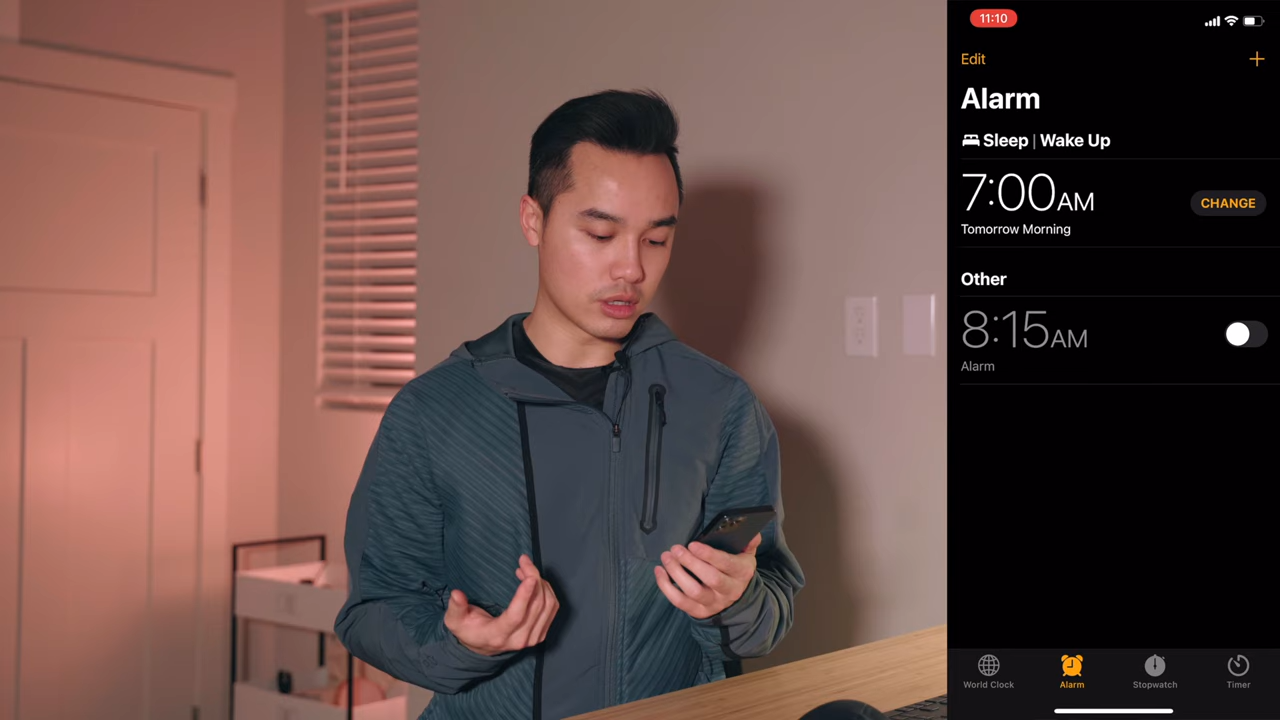 11:10
Edit
Alarm
Sleep | Wake Up
7:00AM
CHANGE
Tomorrow Morning
Other
8:15AM
Alarm
World Clock
Alarm
Stopwatch
Timer